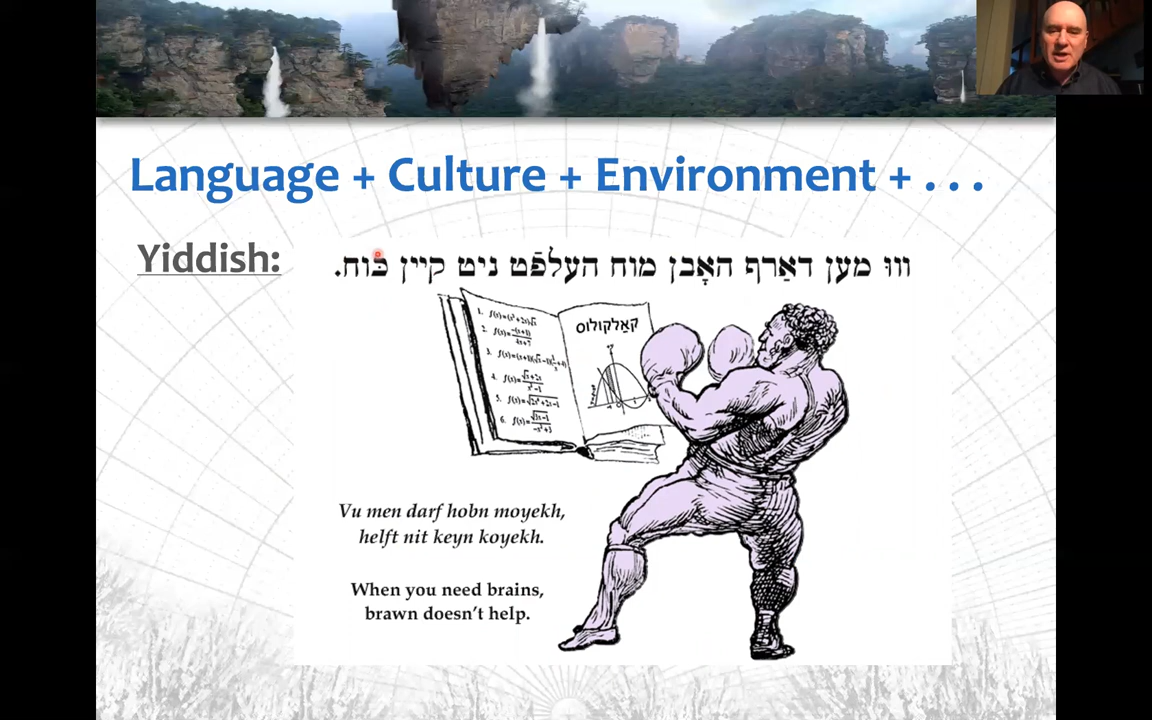 Language + Culture + Environment + . . .
Yiddish:
װוּ מען דאַרף האָבן מוח העלפֿט ניט קיין כּוח.
קאַלקולוס
Vu men darf hobn moyekh,
helft nit keyn koyekh.
When you need brains,
brawn doesn't help.